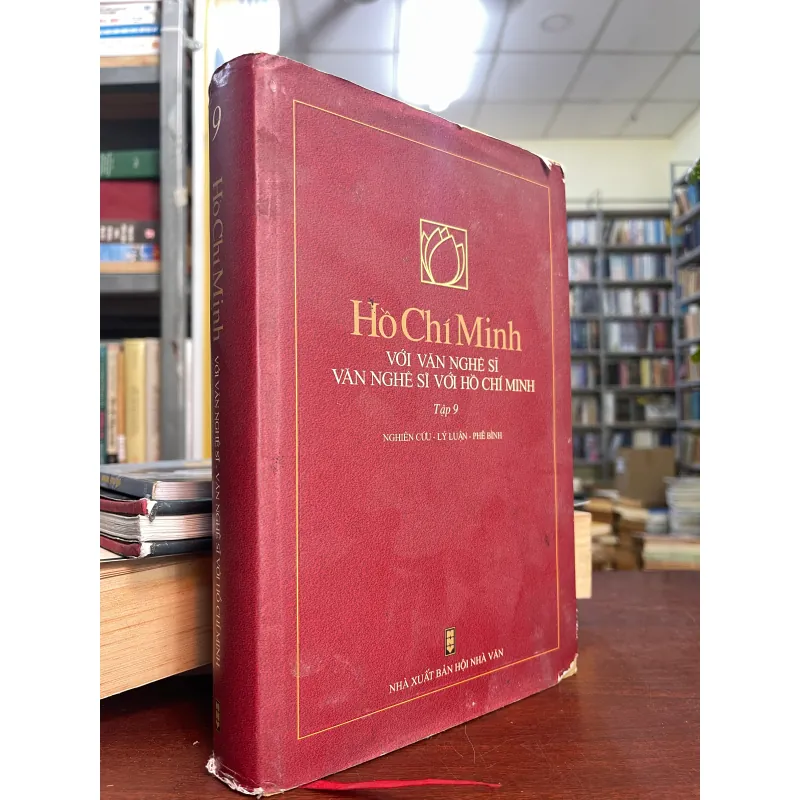 Hồ Chí Minh
VỚI VĂN NGHỆ SĨ
VĂN NGHỆ SĨ VỚI HỒ CHÍ MINH
Tập 9
NGHIÊN CỨU - LÝ LUẬN - PHÊ BÌNH
NHÀ XUẤT BẢN HỘI NHÀ VĂN
9
Hồ Chí Minh
VỚI VĂN NGHỆ SĨ - VĂN NGHỆ SĨ VỚI HỒ CHÍ MINH